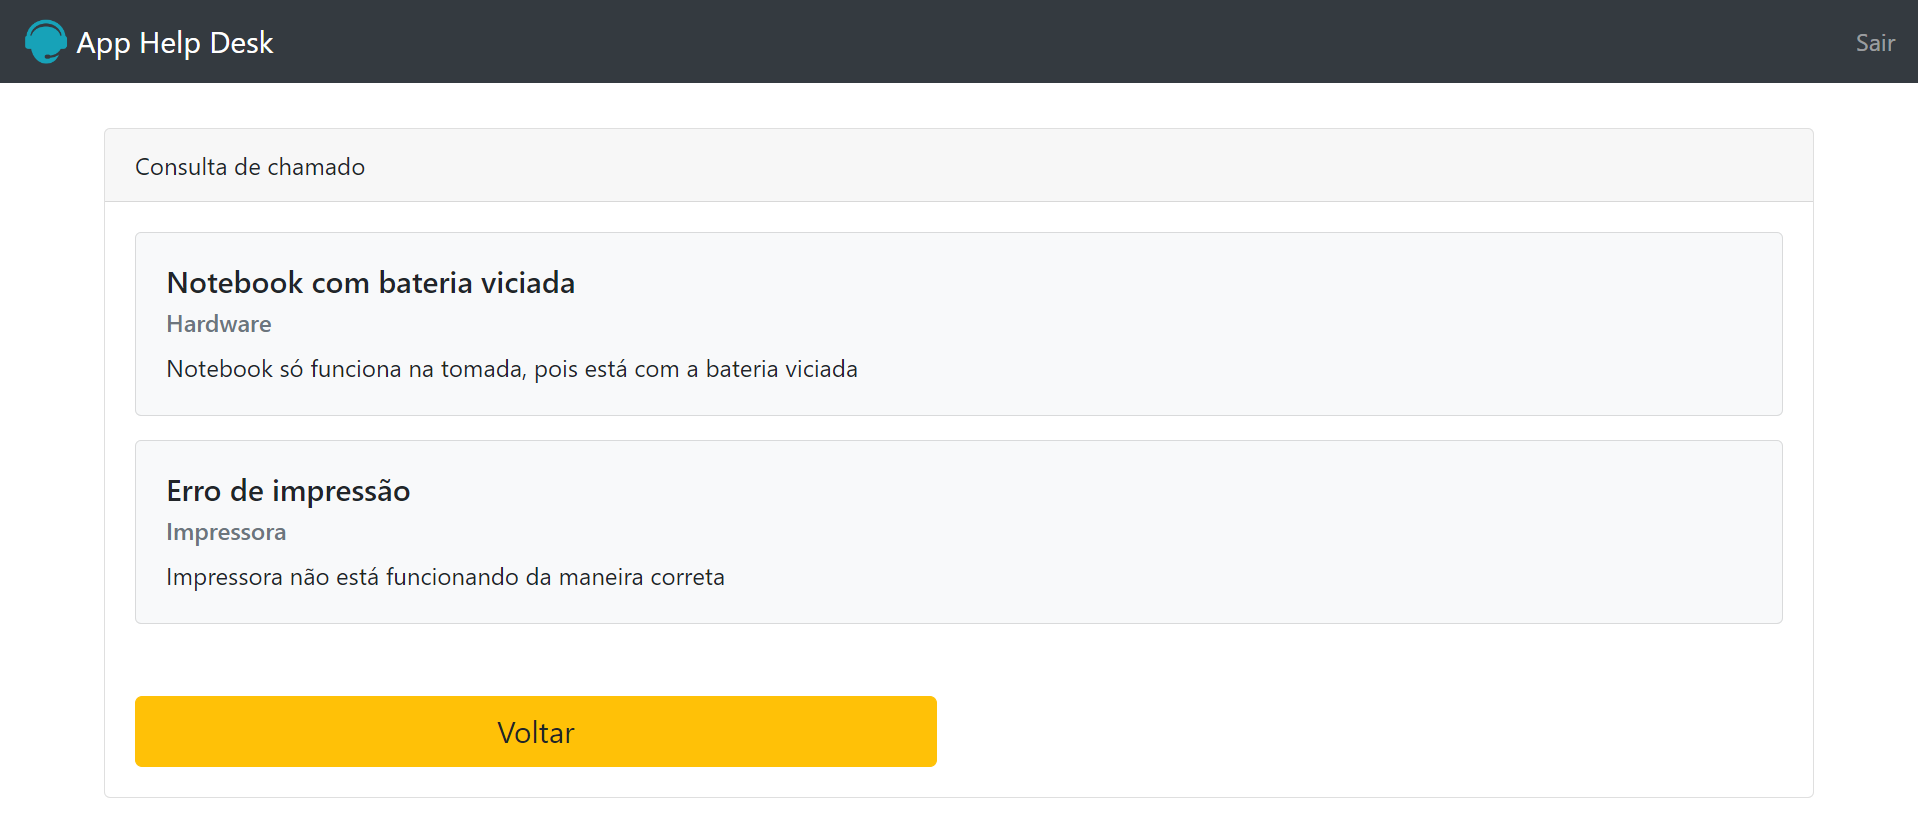 App Help Desk
Sair
Consulta de chamado
Notebook com bateria viciada
Hardware
Notebook só funciona na tomada, pois está com a bateria viciada
Erro de impressão
Impressora
Impressora não está funcionando da maneira correta
Voltar